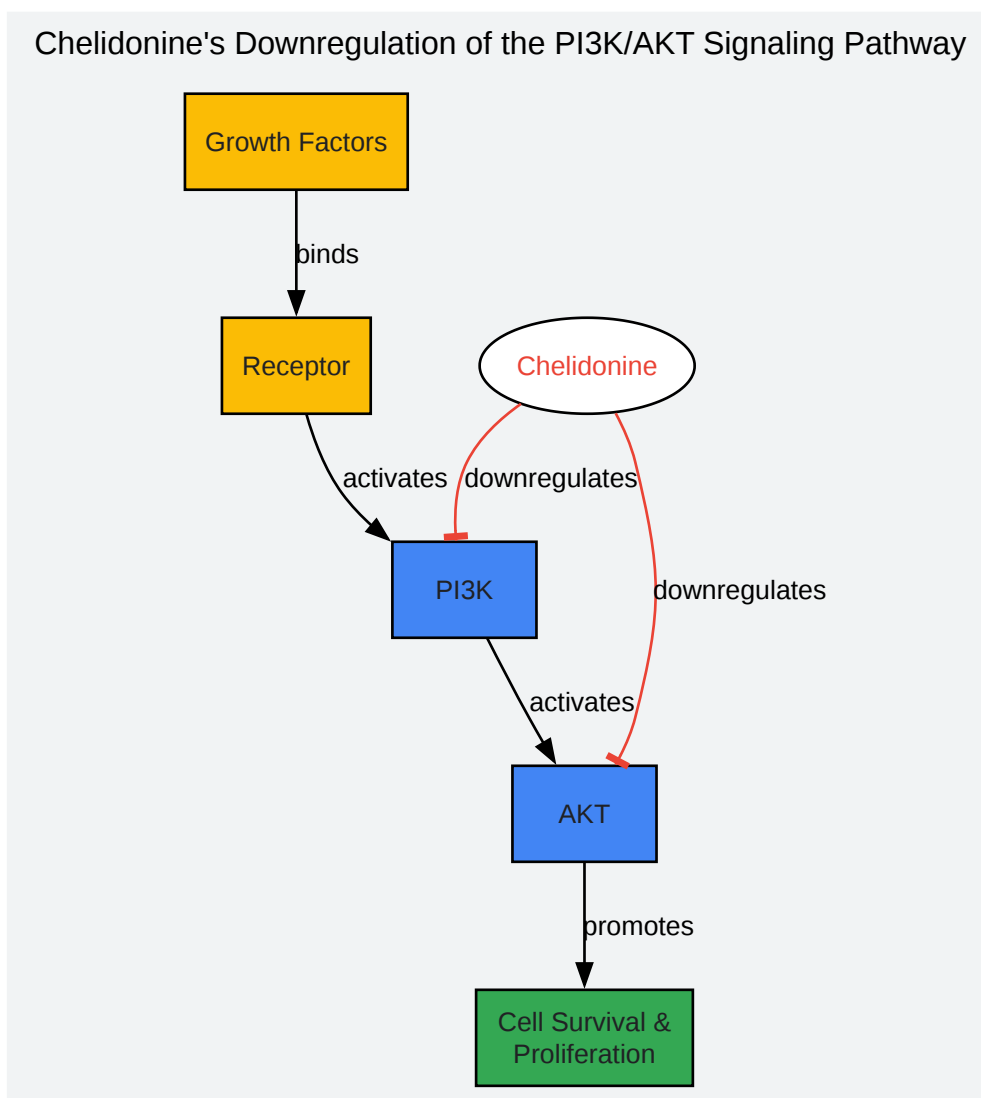 Chelidonine's Downregulation of the PI3K/AKT Signaling Pathway
Growth Factors
binds
Receptor
Chelidonine
activates
downregulates
PI3K
downregulates
activates
AKT
promotes
Cell Survival &
Proliferation